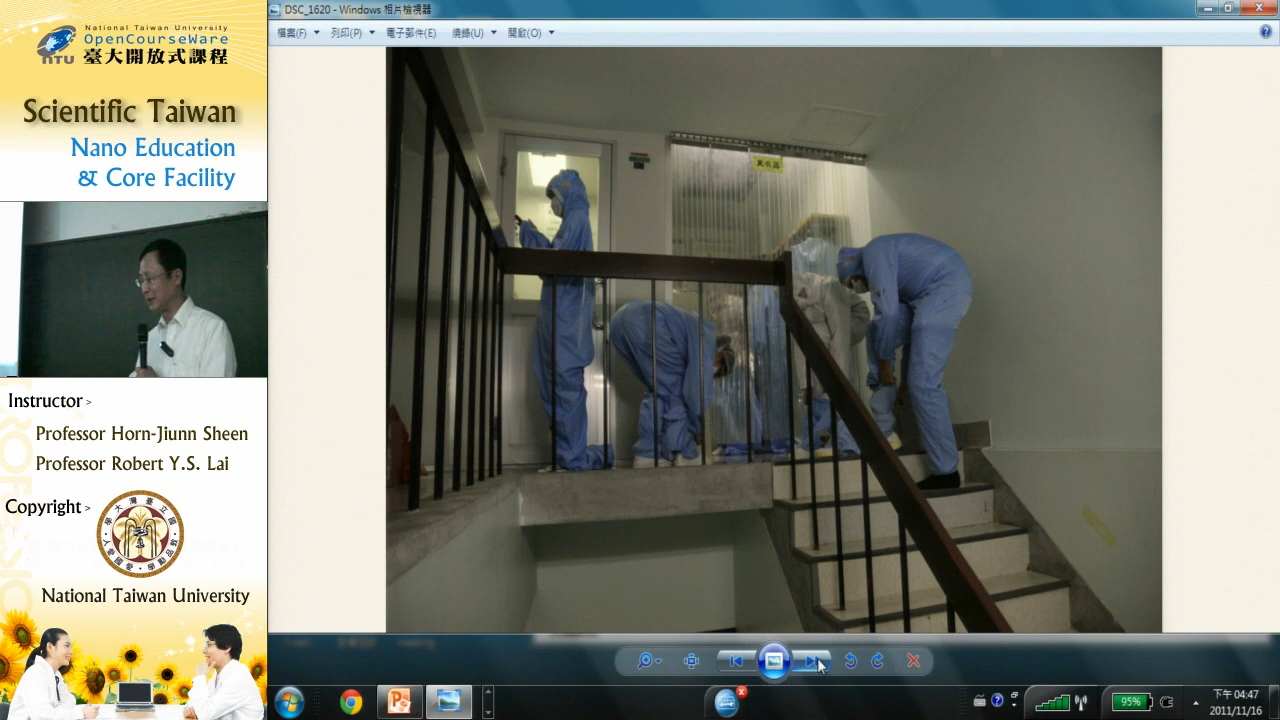 National Taiwan University
OpenCourseWare
NTU 臺大開放式課程
Scientific Taiwan
Nano Education
& Core Facility
Instructor >
Professor Horn-Jiunn Sheen
Professor Robert Y.S. Lai
Copyright >
National Taiwan University
DSC_1620 - Windows 相片檢視器
檔案(F)
列印(P)
電子郵件(E)
燒錄(U)
開啟(O)
95%
下午 04:47
2011/11/16